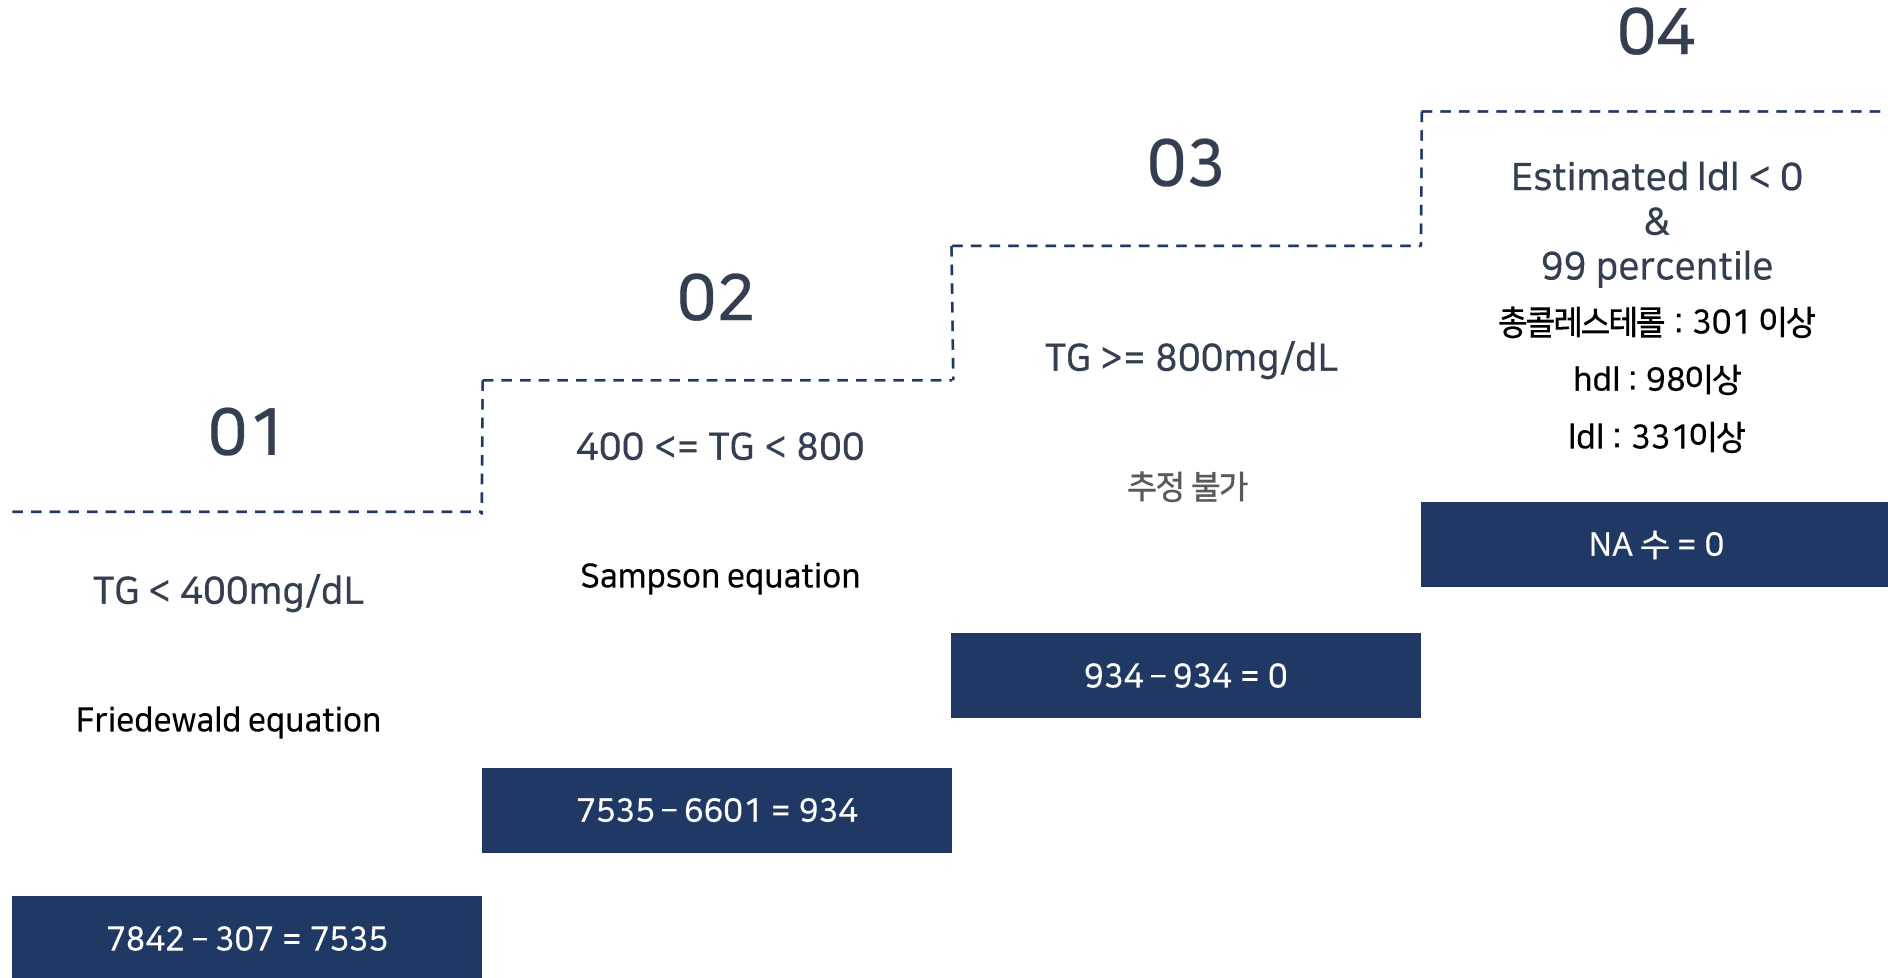 01
TG < 400mg/dL
Friedewald equation
7842 – 307 = 7535
02
400 <= TG < 800
Sampson equation
7535 – 6601 = 934
03
TG >= 800mg/dL
추정 불가
934 – 934 = 0
04
Estimated ldl < 0
&
99 percentile
총콜레스테롤 : 301 이상
hdl : 98이상
ldl : 331이상
NA 수 = 0